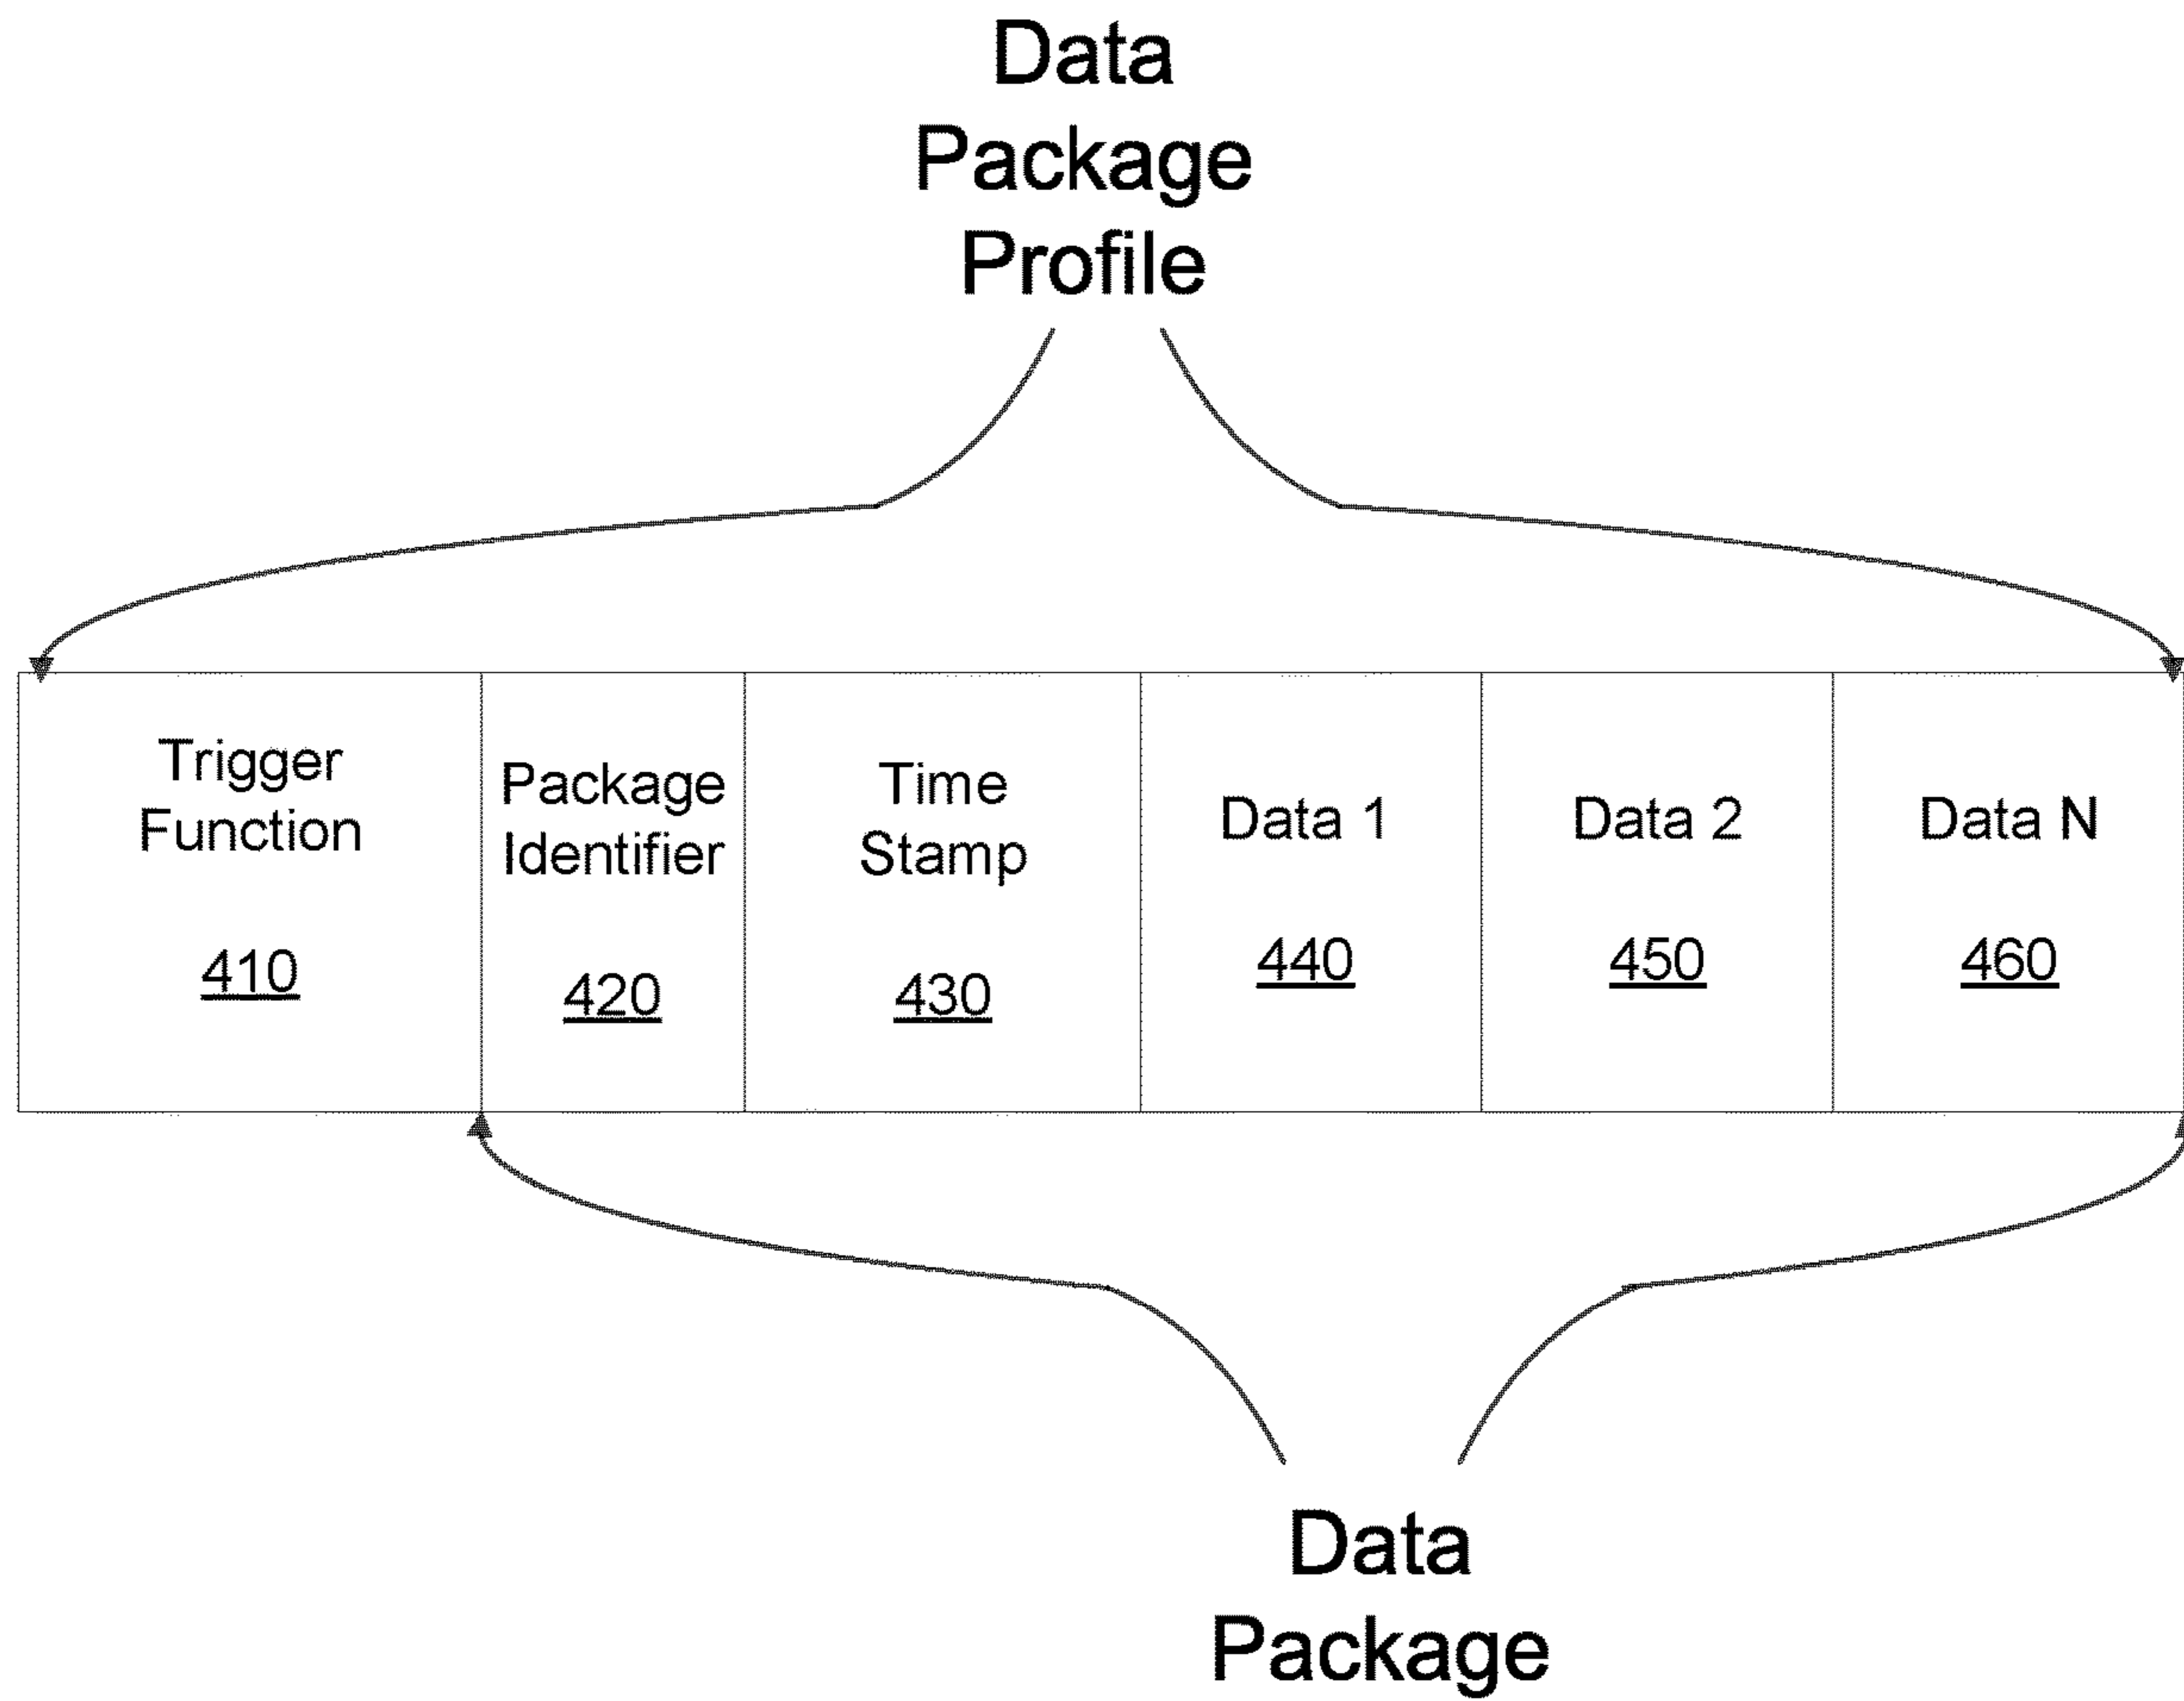 Data
Package
Profile
Trigger
Function
410
Package
Identifier
420
Time
Stamp
430
Data 1
440
Data 2
450
Data N
460
Data
Package